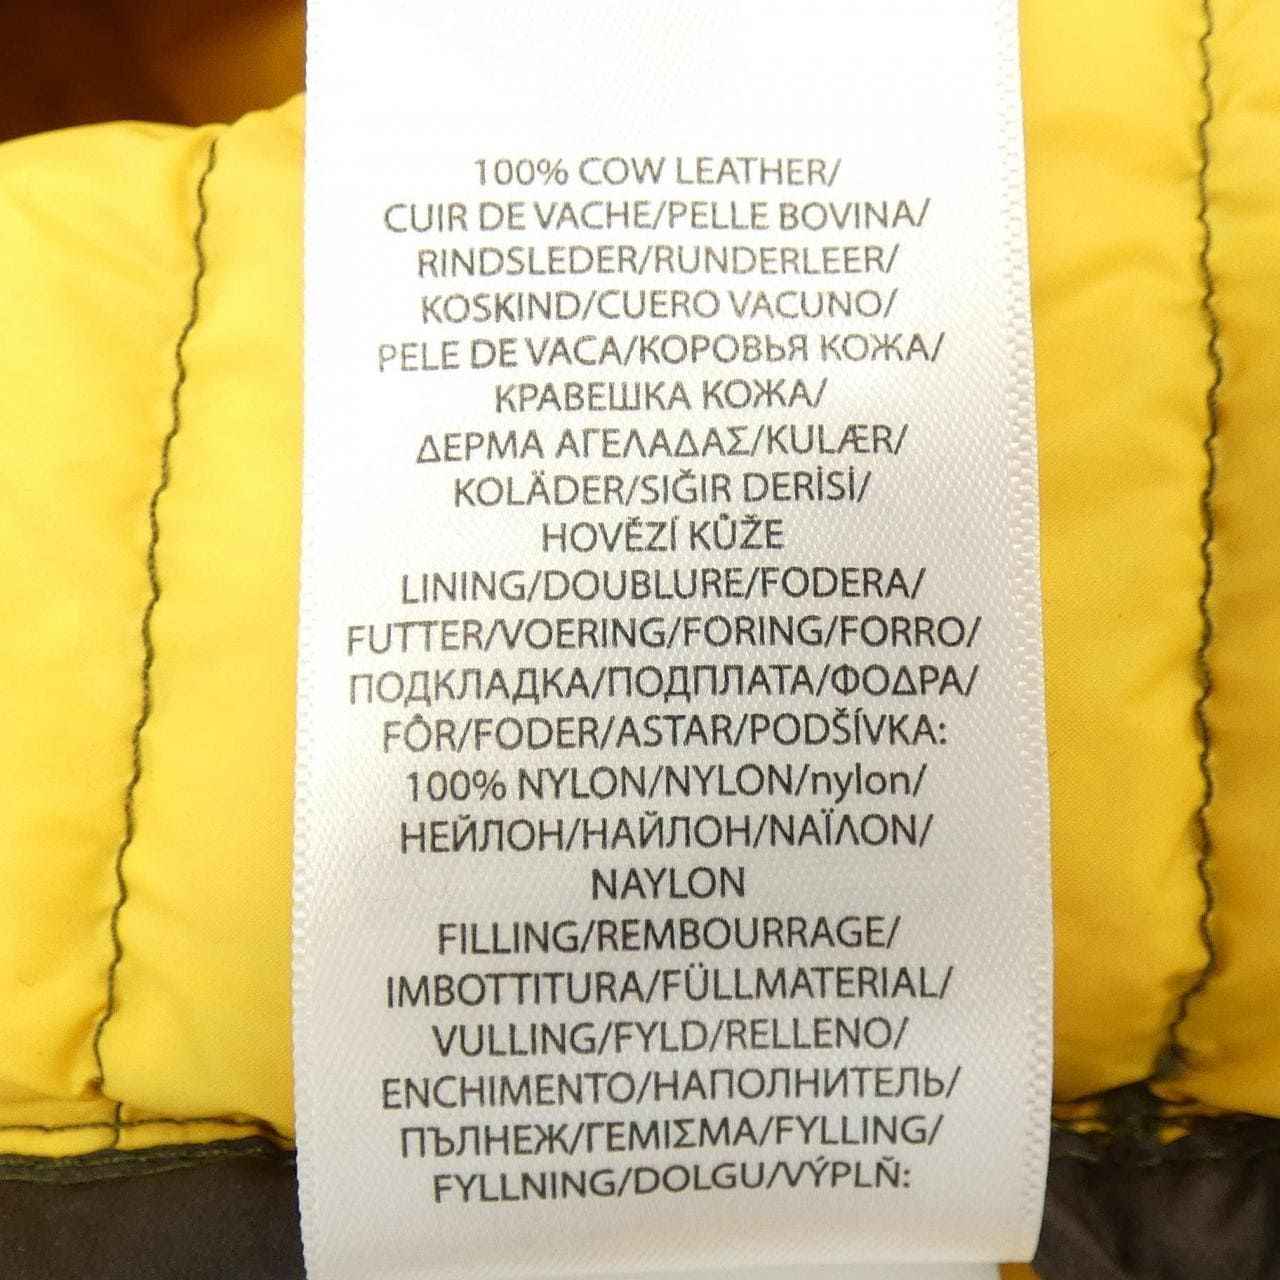 100% COW LEATHER/
CUIR DE VACHE/PELLE BOVINA/
RINDSLEDER/RUNDERLEER/
KOSKIND/CUERO VACUNO/
PELE DE VACA/КОРОВЬЯ КОЖА/
КРАВЕШКА КОЖА/
ΔΕΡΜΑ ΑΓΕΛΑΔΑΣ/KULÆR/
KOLÄDER/SIĞIR DERİSİ/
HOVĚZÍ KŮŽE
LINING/DOUBLURE/FODERA/
FUTTER/VOERING/FORING/FORRO/
ПОДКЛАДКА/ПОДПЛАТА/ΦΟΔΡΑ/
FÔR/FODER/ASTAR/PODŠÍVKA:
100% NYLON/NYLON/nylon/
НЕЙЛОН/НАЙЛОН/ΝΑΪΛΟΝ/
NAYLON
FILLING/REMBOURRAGE/
IMBOTTITURA/FÜLLMATERIAL/
VULLING/FYLD/RELLENO/
ENCHIMENTO/НАПОЛНИТЕЛЬ/
ПЪЛНЕЖ/ΓΕΜΙΣΜΑ/FYLLING/
FYLLNING/DOLGU/VÝPLŇ: